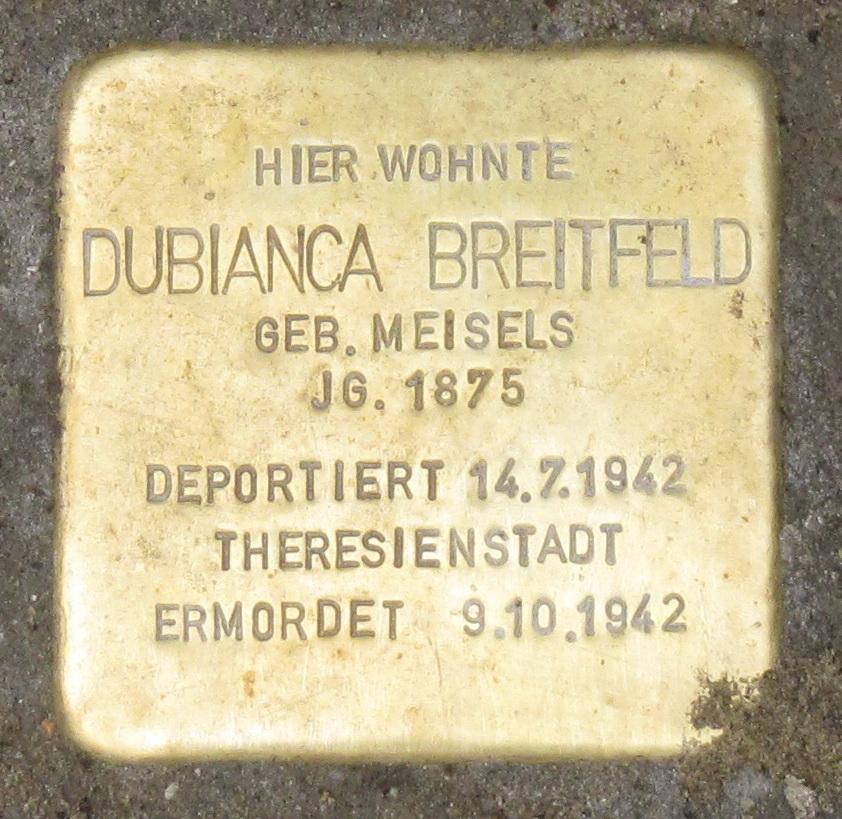 HIER WOHNTE
DUBIANCA BREITFELD
GEB. MEISELS
JG. 1875
DEPORTIERT 14.7.1942
THERESIENSTADT
ERMORDET 9.10.1942